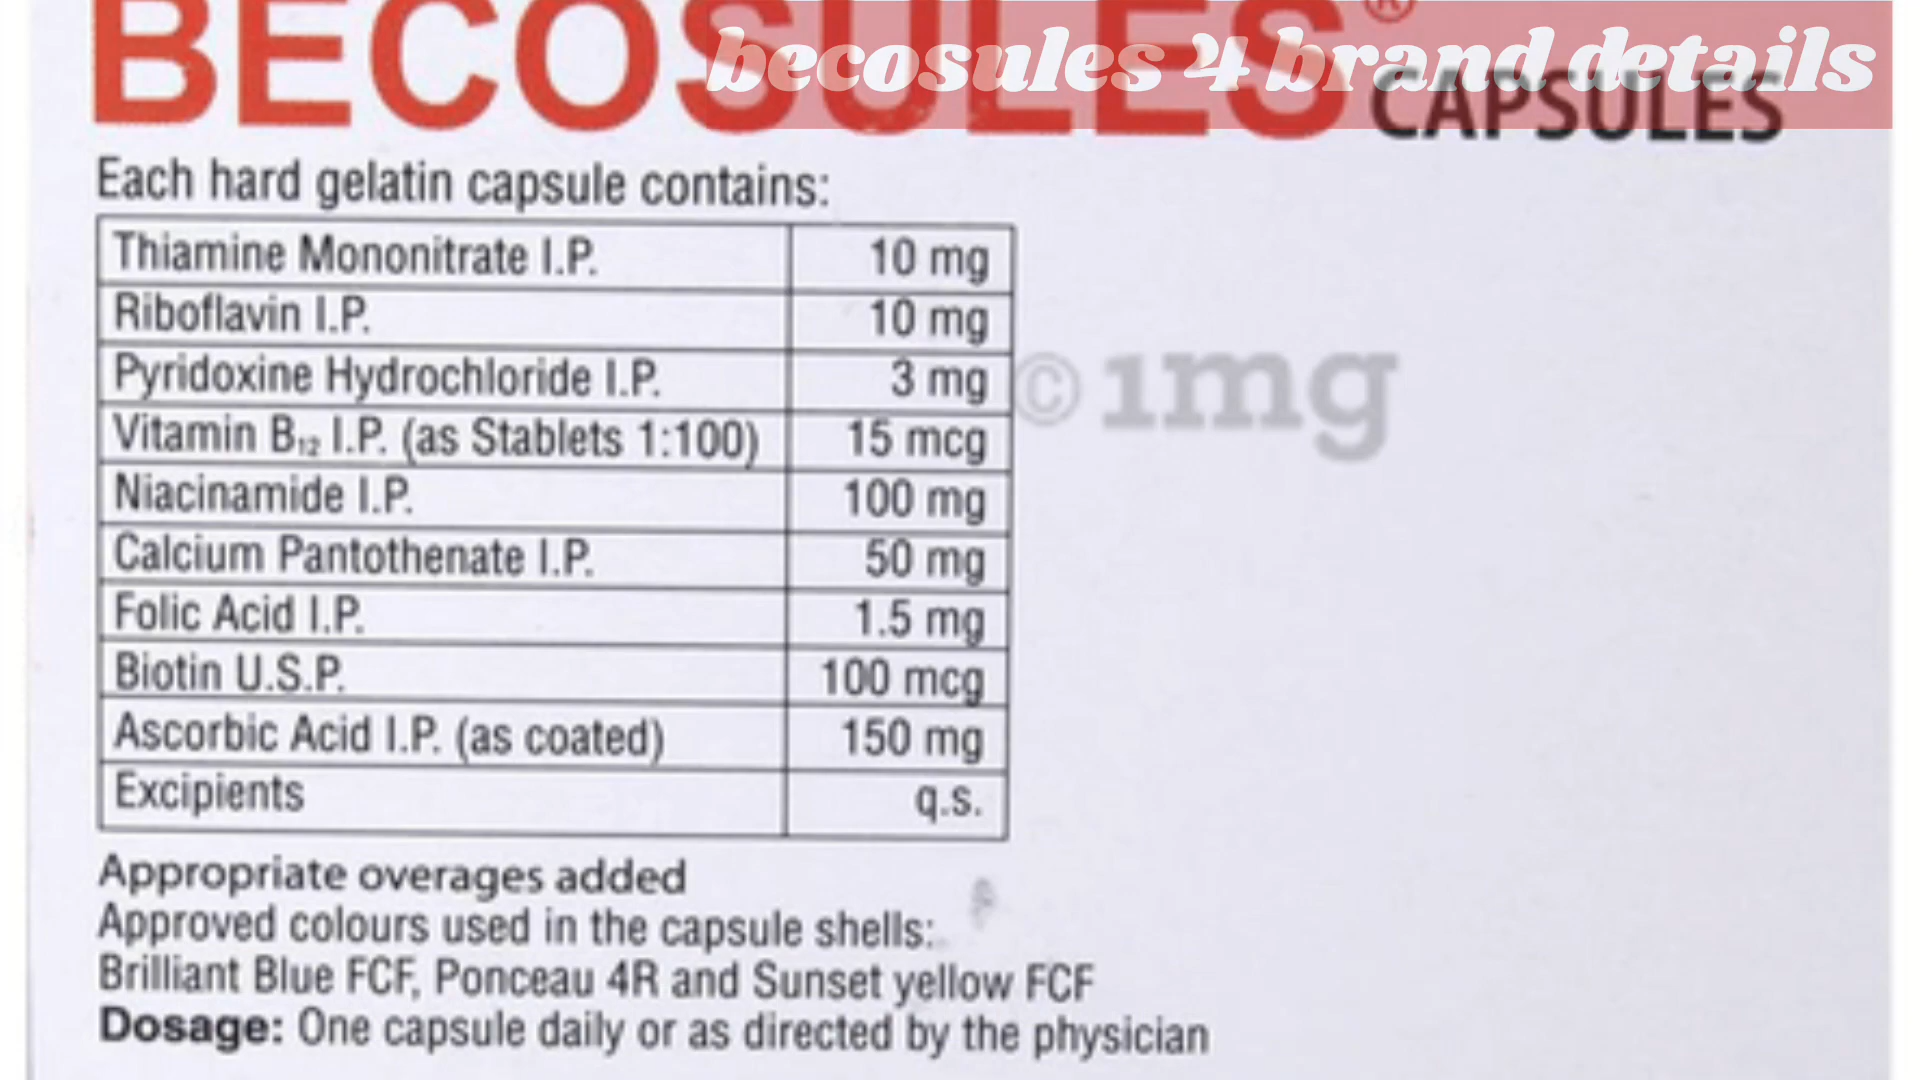 BECOSULES® CAPSULES
becosules 4 brand details
Each hard gelatin capsule contains:
Thiamine Mononitrate I.P. 10 mg
Riboflavin I.P. 10 mg
Pyridoxine Hydrochloride I.P. 3 mg
Vitamin B₁₂ I.P. (as Stablets 1:100) 15 mcg
Niacinamide I.P. 100 mg
Calcium Pantothenate I.P. 50 mg
Folic Acid I.P. 1.5 mg
Biotin U.S.P. 100 mcg
Ascorbic Acid I.P. (as coated) 150 mg
Excipients q.s.
© 1mg
Appropriate overages added
Approved colours used in the capsule shells:
Brilliant Blue FCF, Ponceau 4R and Sunset yellow FCF
Dosage: One capsule daily or as directed by the physician